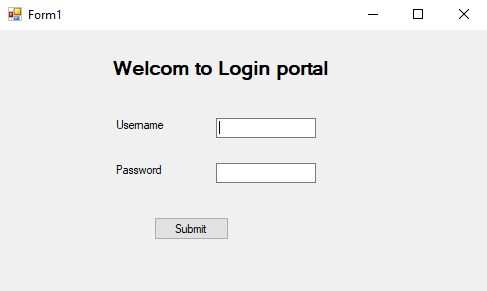 Form1
Welcom to Login portal
Username
Password
Submit